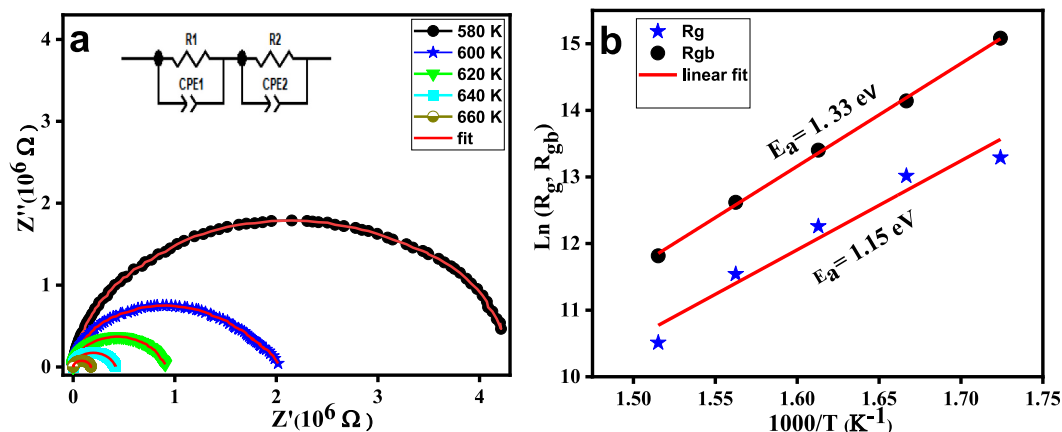 a
R1
R2
CPE1
CPE2
580 K
600 K
620 K
640 K
660 K
fit
4
3
2
1
0
Z''(10⁶ Ω)
0
1
2
3
4
Z'(10⁶ Ω)
b
Rg
Rgb
linear fit
Eₐ= 1. 33 eV
Eₐ= 1.15 eV
15
14
13
12
11
10
Ln (R_g, R_gb)
1.50
1.55
1.60
1.65
1.70
1.75
1000/T (K⁻¹)